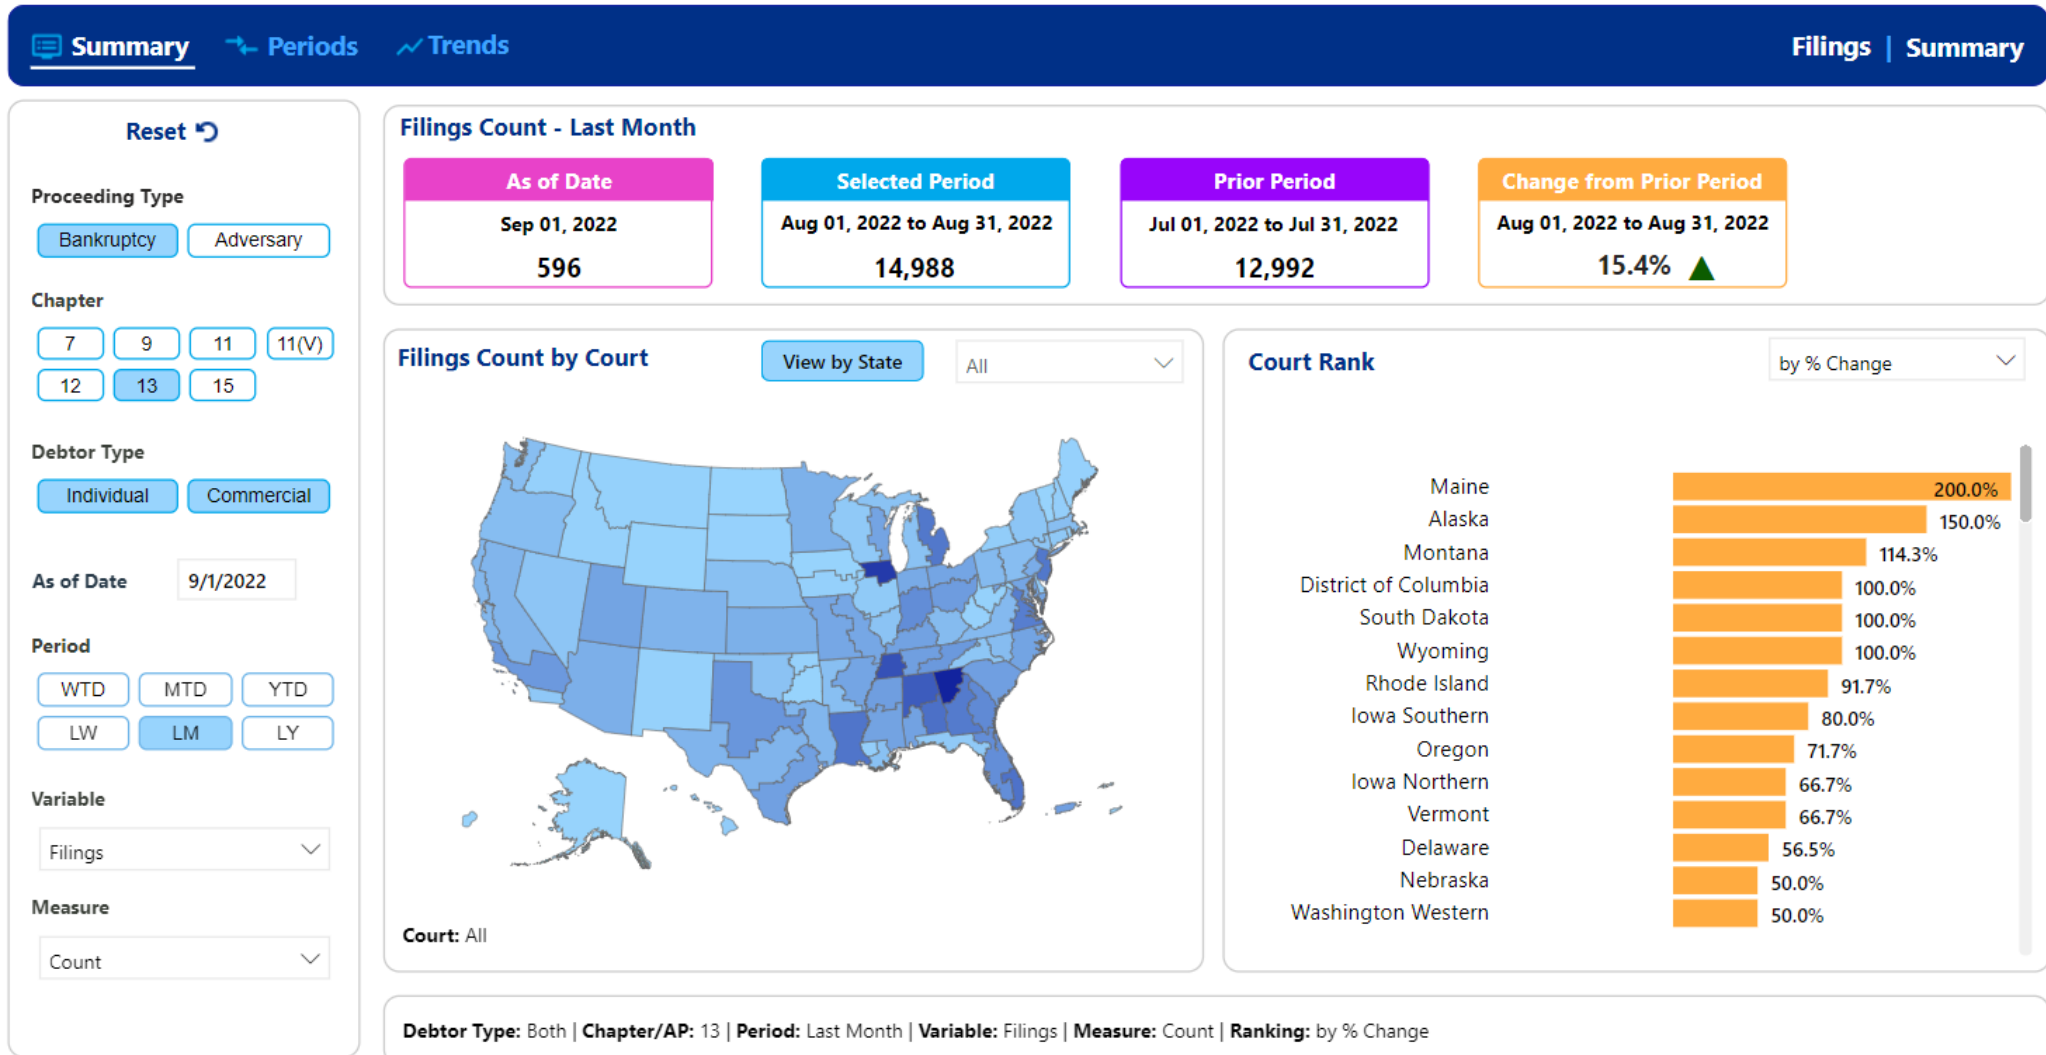 Summary Periods Trends Filings | Summary
Reset
Proceeding Type
Bankruptcy Adversary
Chapter
7 9 11 11(V)
12 13 15
Debtor Type
Individual Commercial
As of Date 9/1/2022
Period
WTD MTD YTD
LW LM LY
Variable
Filings
Measure
Count
Filings Count - Last Month
As of Date
Sep 01, 2022
596
Selected Period
Aug 01, 2022 to Aug 31, 2022
14,988
Prior Period
Jul 01, 2022 to Jul 31, 2022
12,992
Change from Prior Period
Aug 01, 2022 to Aug 31, 2022
15.4%
Filings Count by Court View by State All
Court: All
Court Rank by % Change
Maine 200.0%
Alaska 150.0%
Montana 114.3%
District of Columbia 100.0%
South Dakota 100.0%
Wyoming 100.0%
Rhode Island 91.7%
Iowa Southern 80.0%
Oregon 71.7%
Iowa Northern 66.7%
Vermont 66.7%
Delaware 56.5%
Nebraska 50.0%
Washington Western 50.0%
Debtor Type: Both | Chapter/AP: 13 | Period: Last Month | Variable: Filings | Measure: Count | Ranking: by % Change